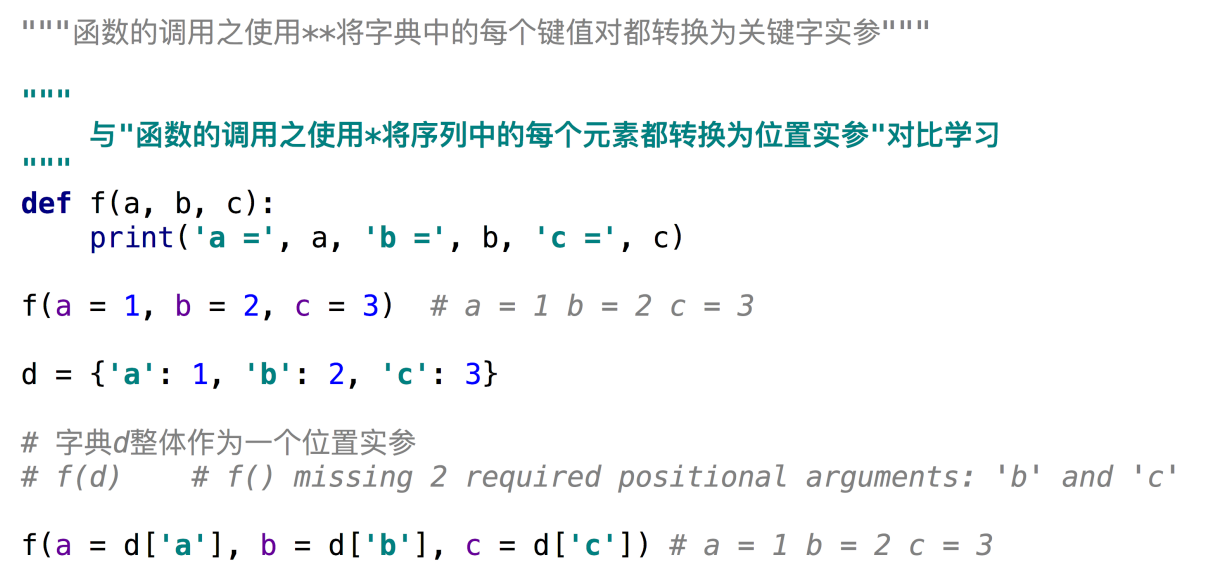 """函数的调用之使用**将字典中的每个键值对都转换为关键字实参"""
"""
与"函数的调用之使用*将序列中的每个元素都转换为位置实参"对比学习
"""
def f(a, b, c):
print('a =', a, 'b =', b, 'c =', c)
f(a = 1, b = 2, c = 3)  # a = 1 b = 2 c = 3
d = {'a': 1, 'b': 2, 'c': 3}
# 字典d整体作为一个位置实参
# f(d)    # f() missing 2 required positional arguments: 'b' and 'c'
f(a = d['a'], b = d['b'], c = d['c']) # a = 1 b = 2 c = 3